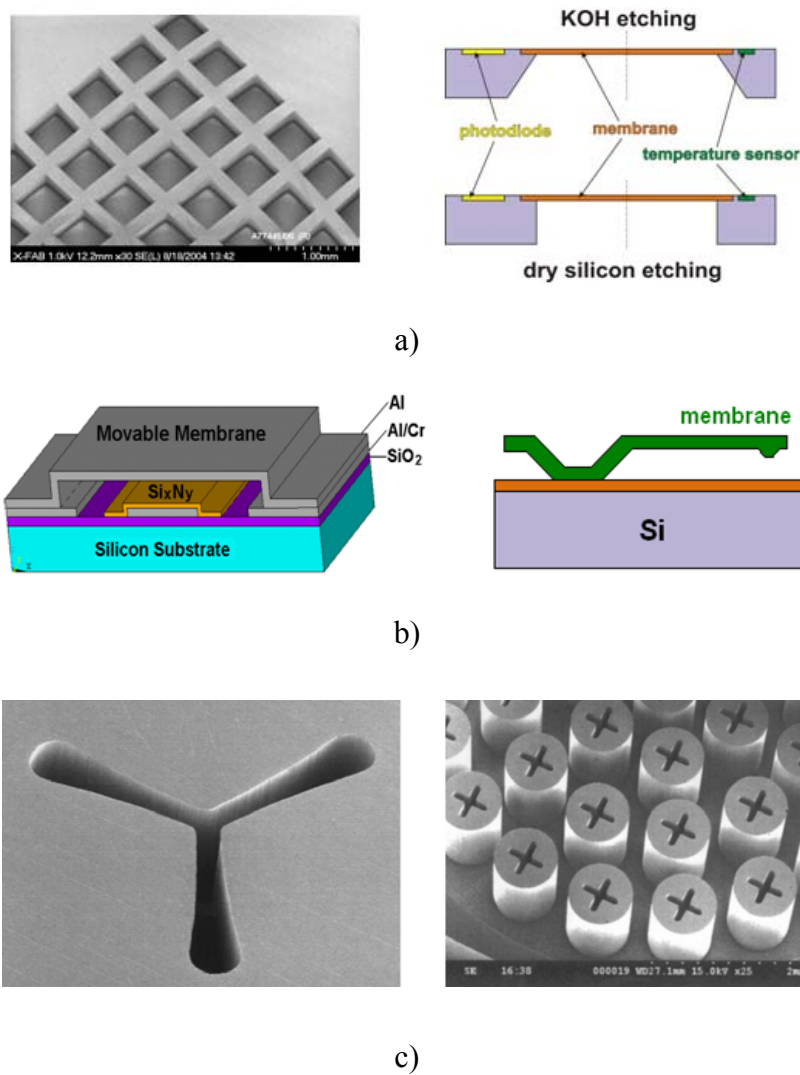 KOH etching
photodiode
membrane
temperature sensor
dry silicon etching
X-FAB 1.0kV 12.2mm x30 SE(L) 8/18/2004 13:42
1.00mm
a)
Movable Membrane
Al
Al/Cr
SiO₂
SixNy
Silicon Substrate
x
membrane
Si
b)
SE 16:38 000019 WD27.1mm 15.0kV x25 2mm
c)